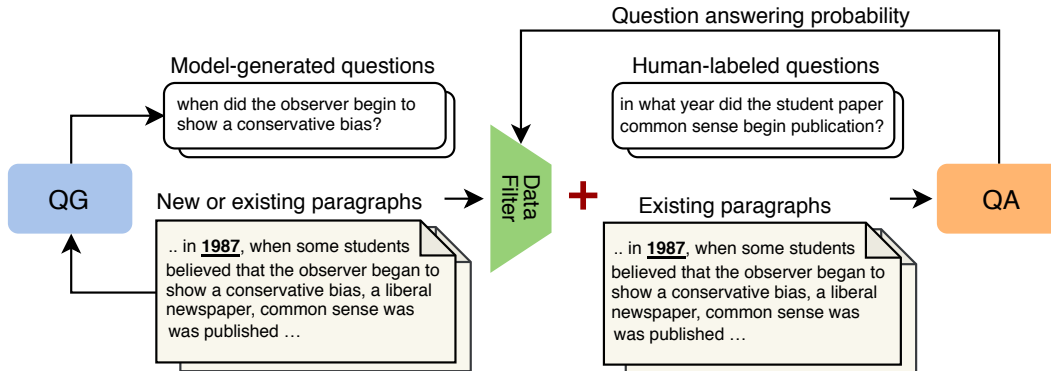 Question answering probability
Model-generated questions
Human-labeled questions
when did the observer begin to
show a conservative bias?
in what year did the student paper
common sense begin publication?
QG
New or existing paragraphs
Data
Filter
+
Existing paragraphs
QA
.. in 1987, when some students
believed that the observer began to
show a conservative bias, a liberal
newspaper, common sense was
was published ...
.. in 1987, when some students
believed that the observer began to
show a conservative bias, a liberal
newspaper, common sense was
was published ...